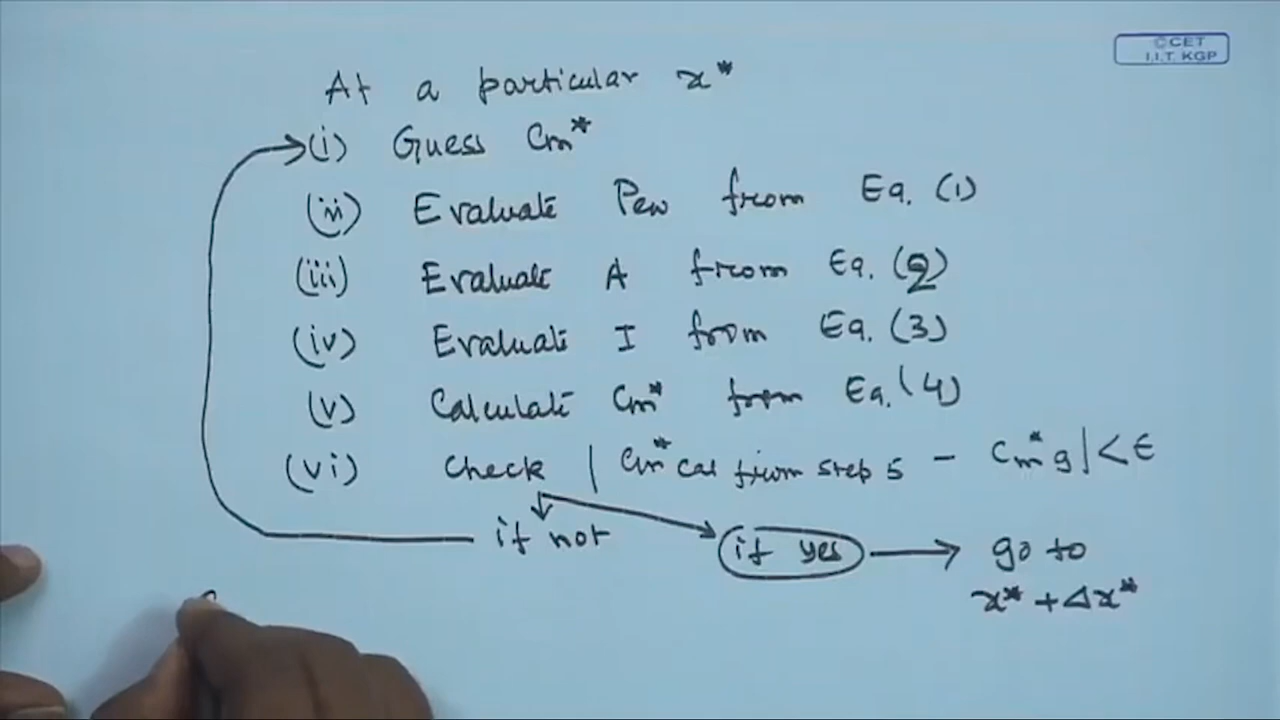 ©CET
I.I.T. KGP
At a particular x*
(i) Guess Cm*
(ii) Evaluate Pew from Eq. (1)
(iii) Evaluate A from Eq. (2)
(iv) Evaluate I from Eq. (3)
(v) Calculate Cm* from Eq. (4)
(vi) Check | Cm* cal from step 5 - Cm* g | < ϵ
if not
if yes → go to
x* + Δx*